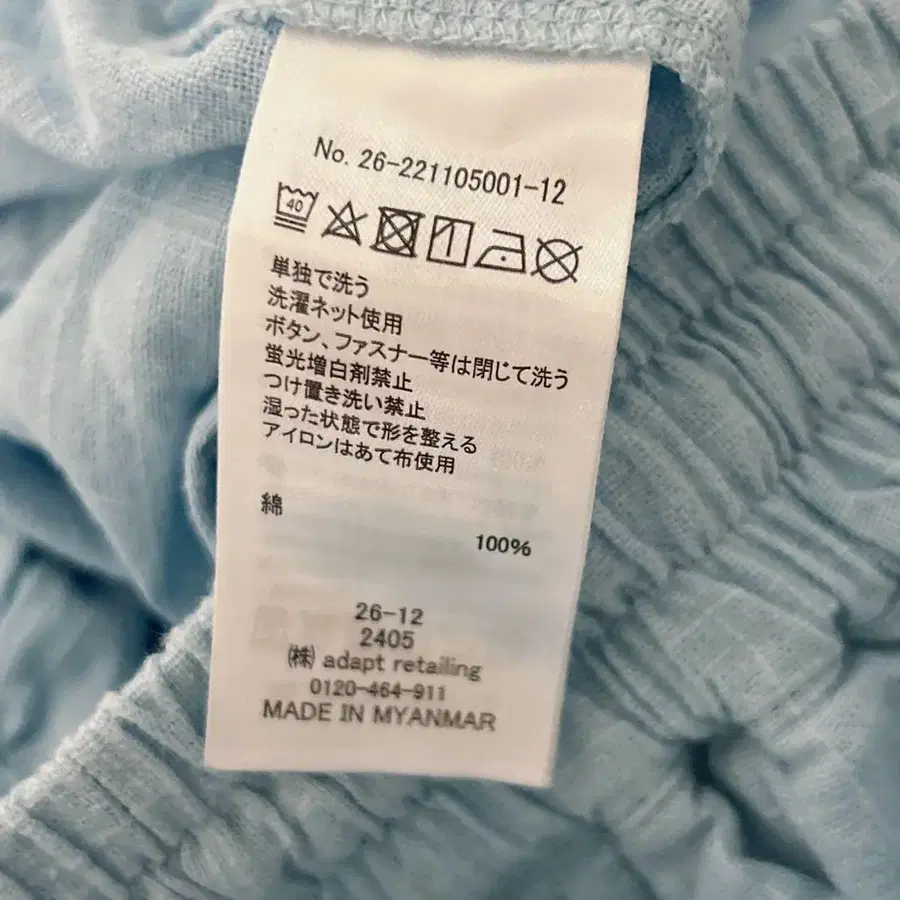 No. 26-221105001-12
40
単独で洗う
洗濯ネット使用
ボタン、ファスナー等は閉じて洗う
蛍光増白剤禁止
つけ置き洗い禁止
湿った状態で形を整える
アイロンはあて布使用
綿
100%
26-12
2405
㈱ adapt retailing
0120-464-911
MADE IN MYANMAR